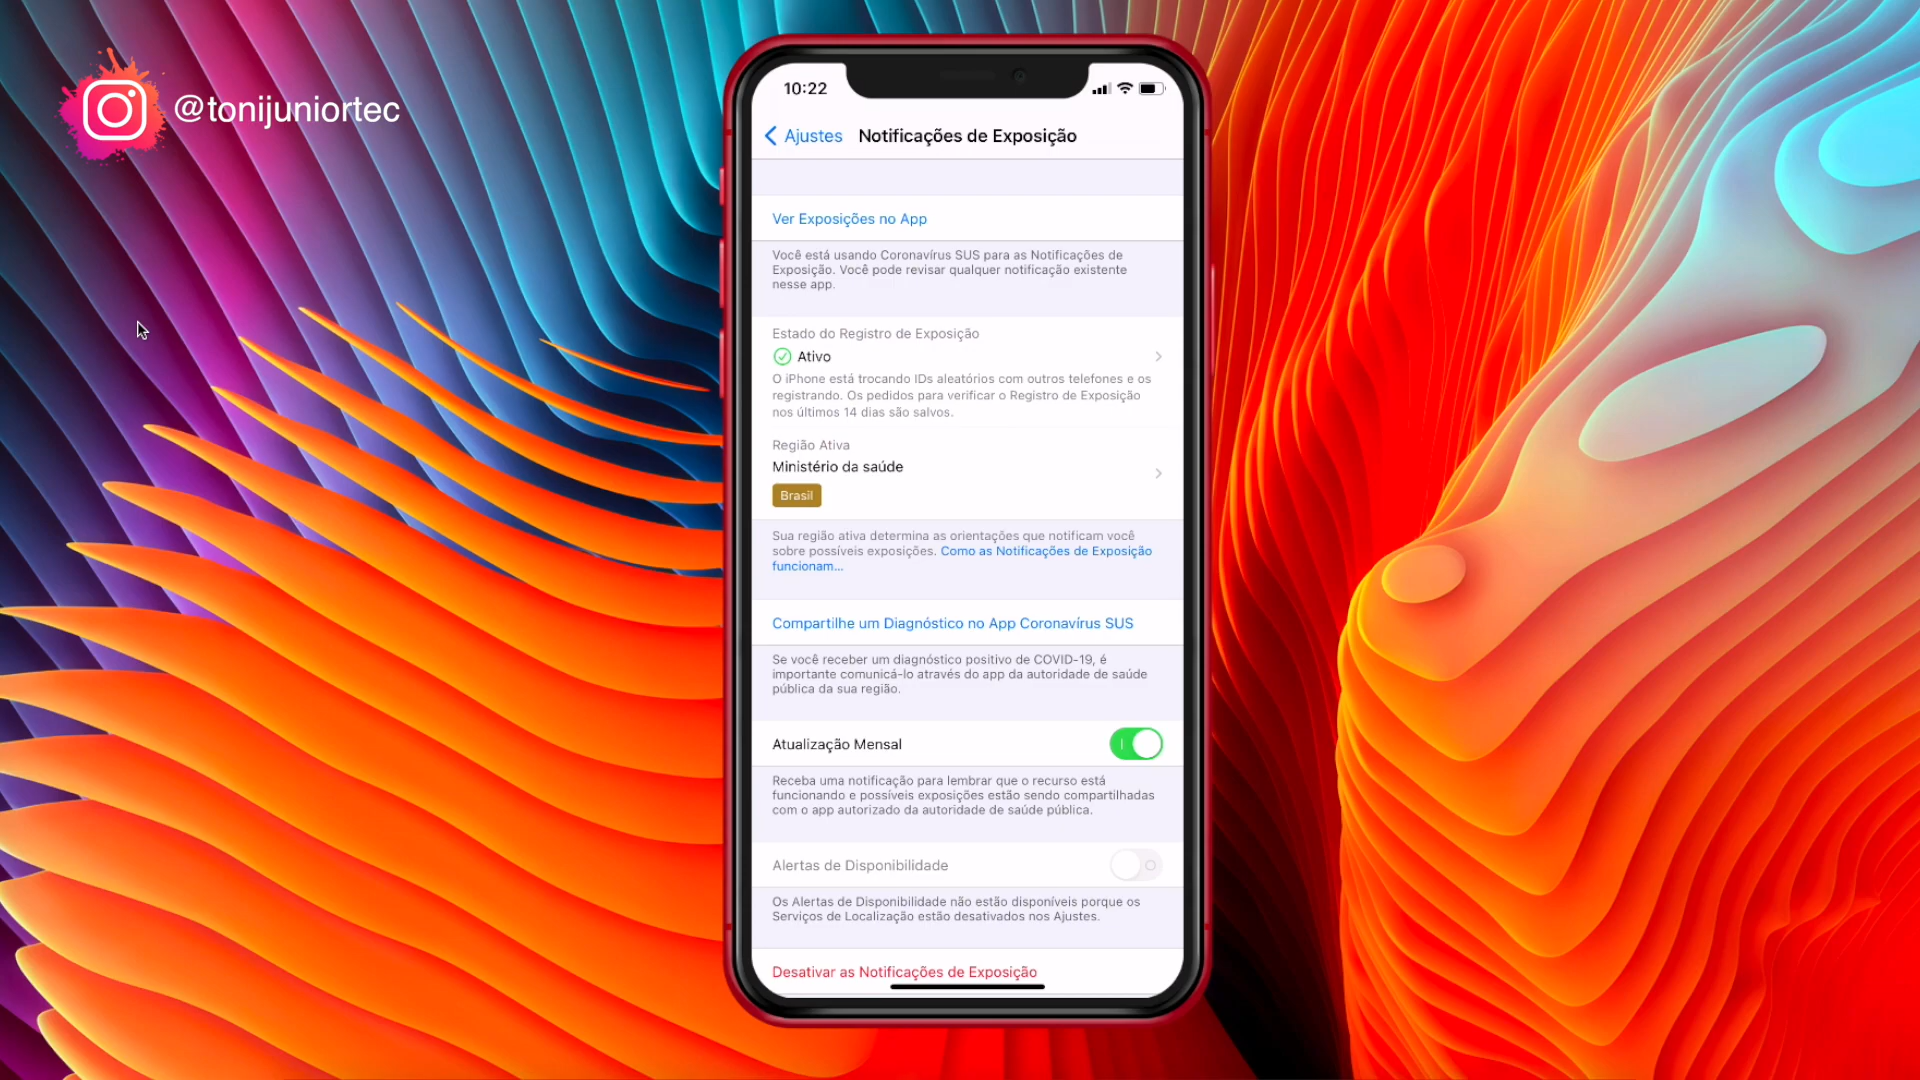 @tonijuniortec
10:22
Ajustes
Notificações de Exposição
Ver Exposições no App
Você está usando Coronavírus SUS para as Notificações de
Exposição. Você pode revisar qualquer notificação existente
nesse app.
Estado do Registro de Exposição
Ativo
O iPhone está trocando IDs aleatórios com outros telefones e os
registrando. Os pedidos para verificar o Registro de Exposição
nos últimos 14 dias são salvos.
Região Ativa
Ministério da saúde
Brasil
Sua região ativa determina as orientações que notificam você
sobre possíveis exposições. Como as Notificações de Exposição
funcionam...
Compartilhe um Diagnóstico no App Coronavírus SUS
Se você receber um diagnóstico positivo de COVID-19, é
importante comunicá-lo através do app da autoridade de saúde
pública da sua região.
Atualização Mensal
Receba uma notificação para lembrar que o recurso está
funcionando e possíveis exposições estão sendo compartilhadas
com o app autorizado da autoridade de saúde pública.
Alertas de Disponibilidade
Os Alertas de Disponibilidade não estão disponíveis porque os
Serviços de Localização estão desativados nos Ajustes.
Desativar as Notificações de Exposição